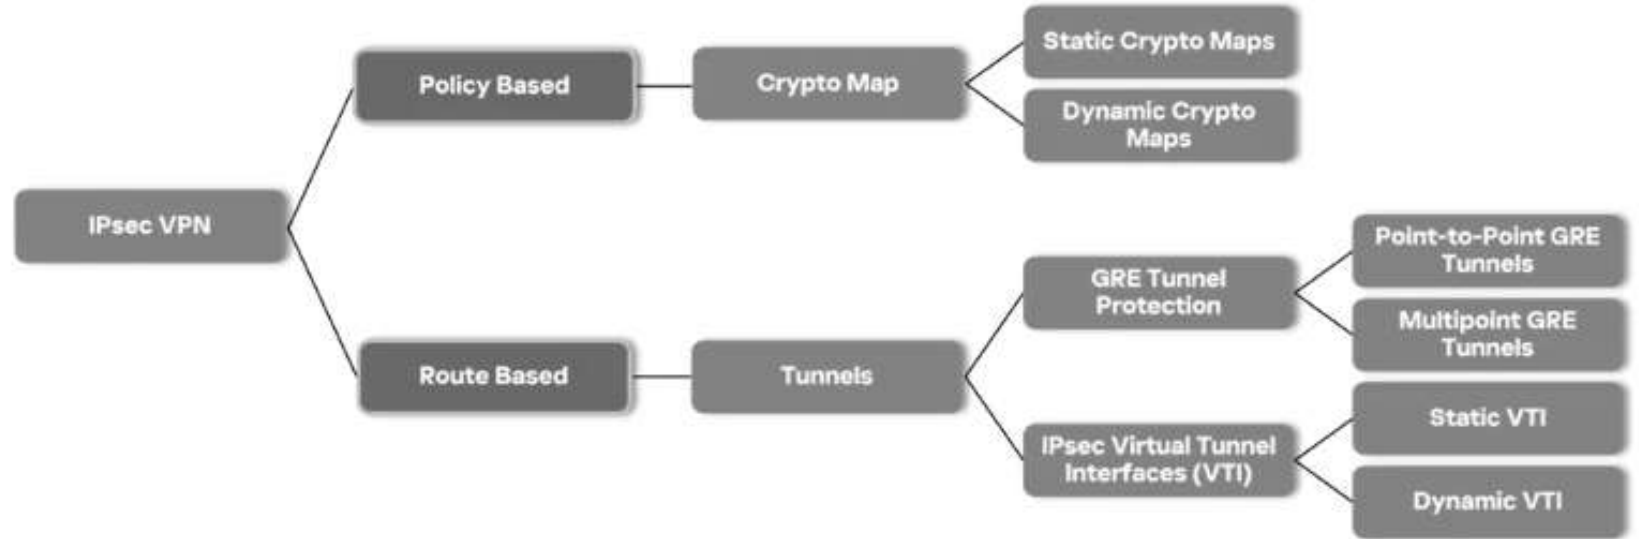 IPsec VPN
Policy Based
Crypto Map
Static Crypto Maps
Dynamic Crypto
Maps
Route Based
Tunnels
GRE Tunnel
Protection
Point-to-Point GRE
Tunnels
Multipoint GRE
Tunnels
IPsec Virtual Tunnel
Interfaces (VTI)
Static VTI
Dynamic VTI